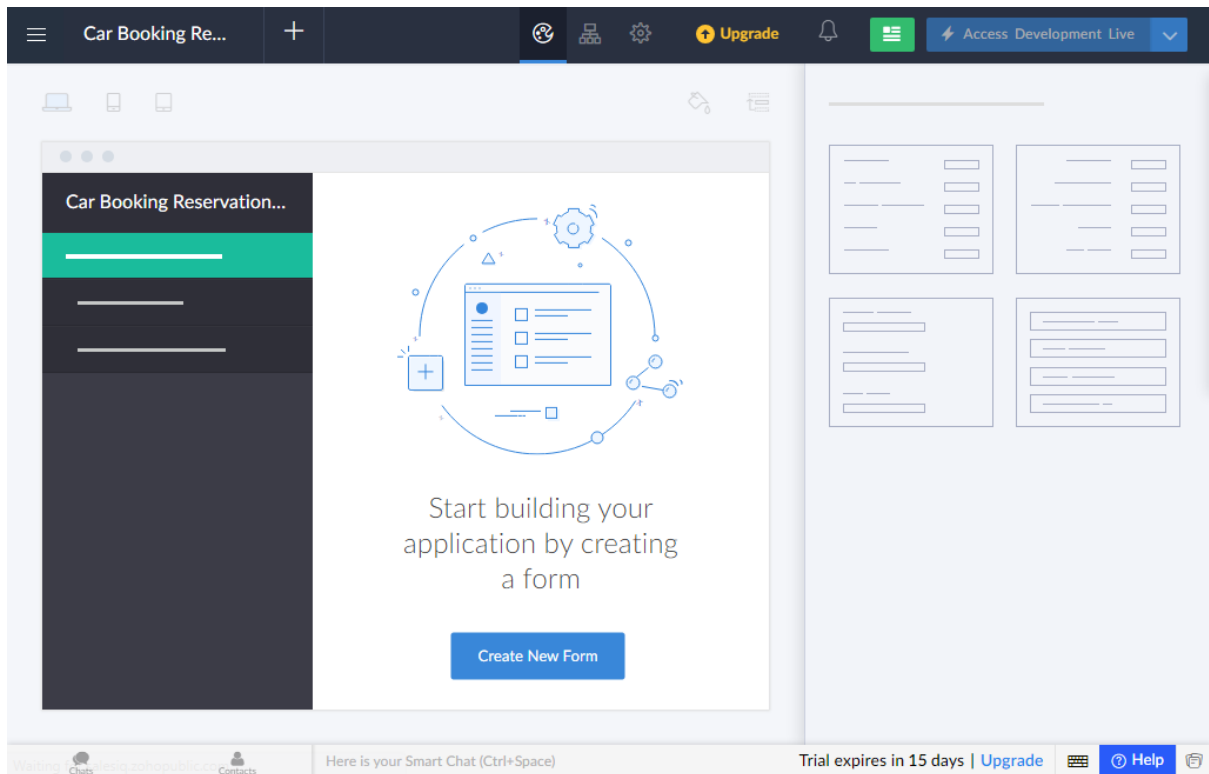 Car Booking Re...
Upgrade
Access Development Live
Car Booking Reservation...
Start building your
application by creating
a form
Create New Form
Chats
Contacts
Here is your Smart Chat (Ctrl+Space)
Trial expires in 15 days | Upgrade
Help